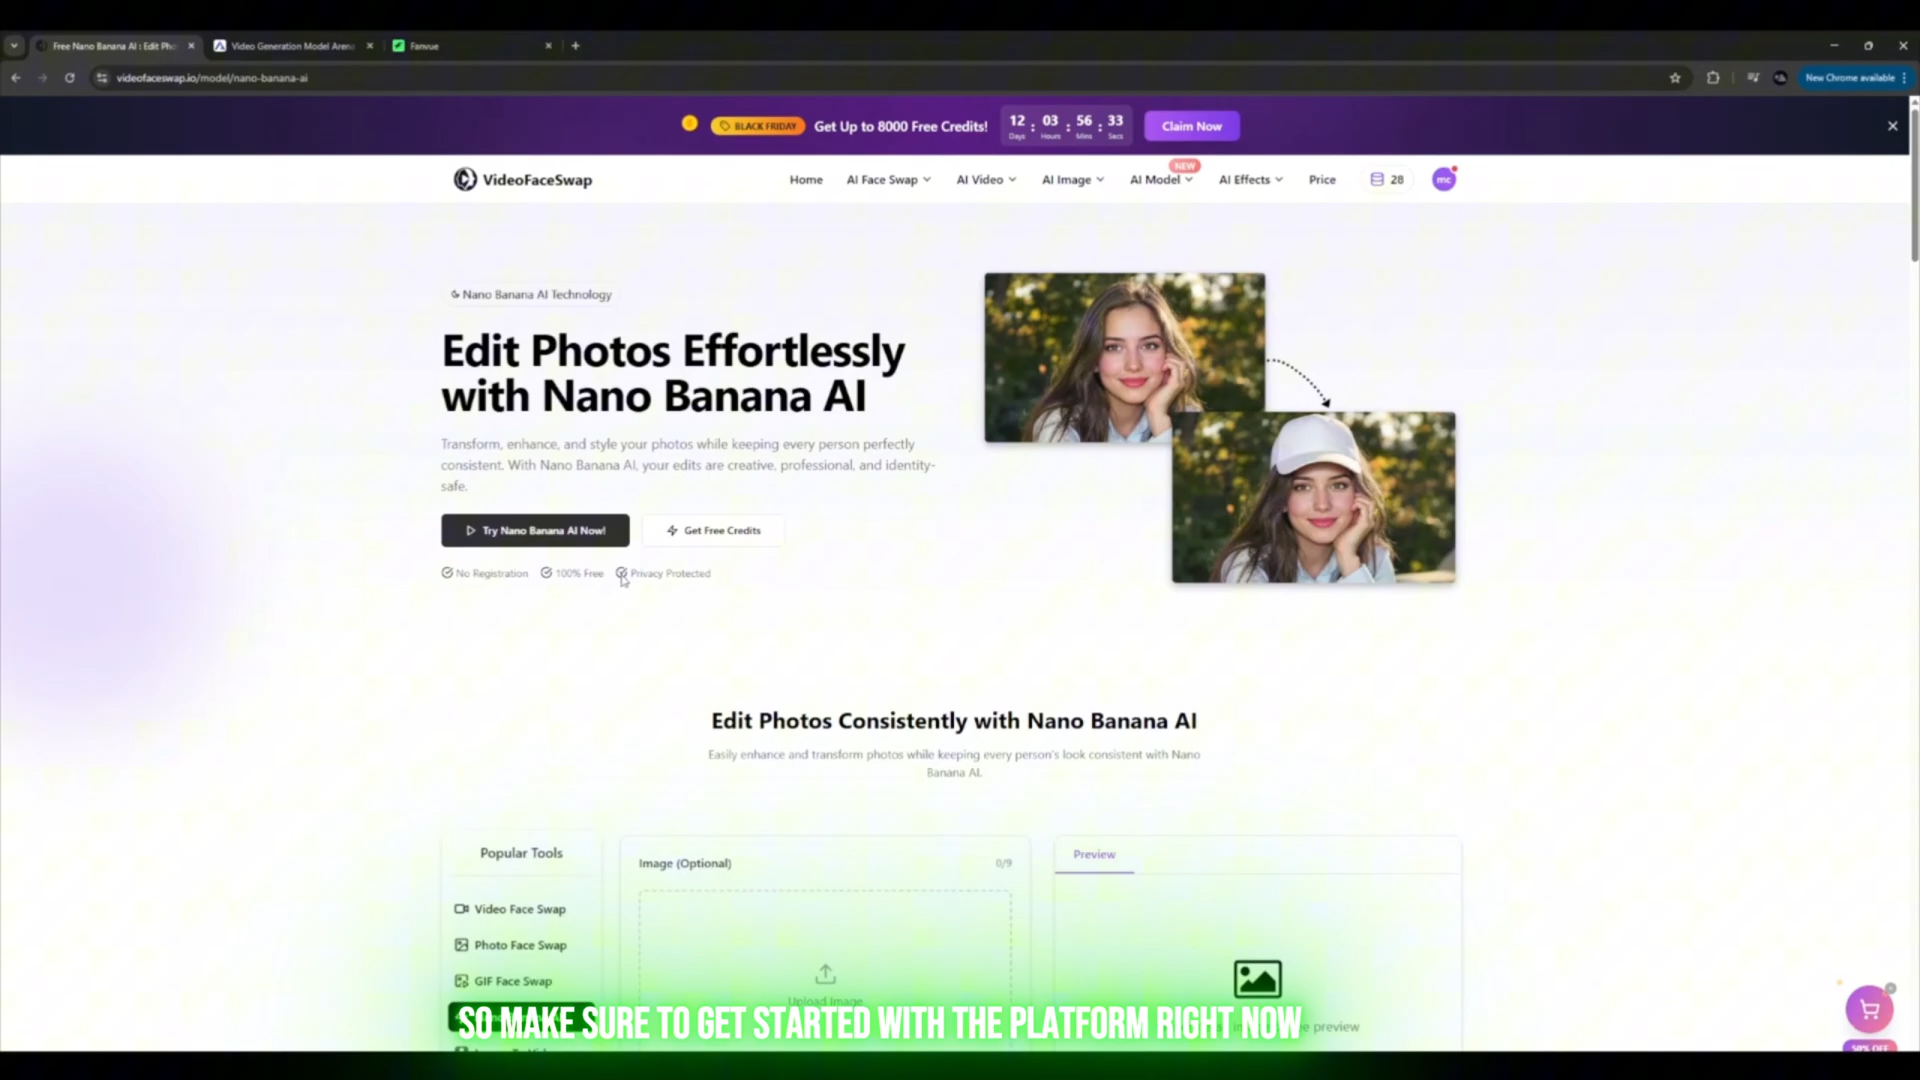 Free Nano Banana AI : Edit Pho
Video Generation Model Arena
Fanvue
videofaceswap.io/model/nano-banana-ai
New Chrome available
BLACK FRIDAY
Get Up to 8000 Free Credits!
12 : 03 : 56 : 33
Days Hours Mins Secs
Claim Now
VideoFaceSwap
Home
AI Face Swap
AI Video
AI Image
AI Model
NEW
AI Effects
Price
28
mc
Nano Banana AI Technology
Edit Photos Effortlessly
with Nano Banana AI
Transform, enhance, and style your photos while keeping every person perfectly
consistent. With Nano Banana AI, your edits are creative, professional, and identity-
safe.
Try Nano Banana AI Now!
Get Free Credits
No Registration
100% Free
Privacy Protected
Edit Photos Consistently with Nano Banana AI
Easily enhance and transform photos while keeping every person's look consistent with Nano
Banana AI.
Popular Tools
Video Face Swap
Photo Face Swap
GIF Face Swap
Image (Optional)
0/9
Upload Image
Preview
preview
SO MAKE SURE TO GET STARTED WITH THE PLATFORM RIGHT NOW
50% OFF